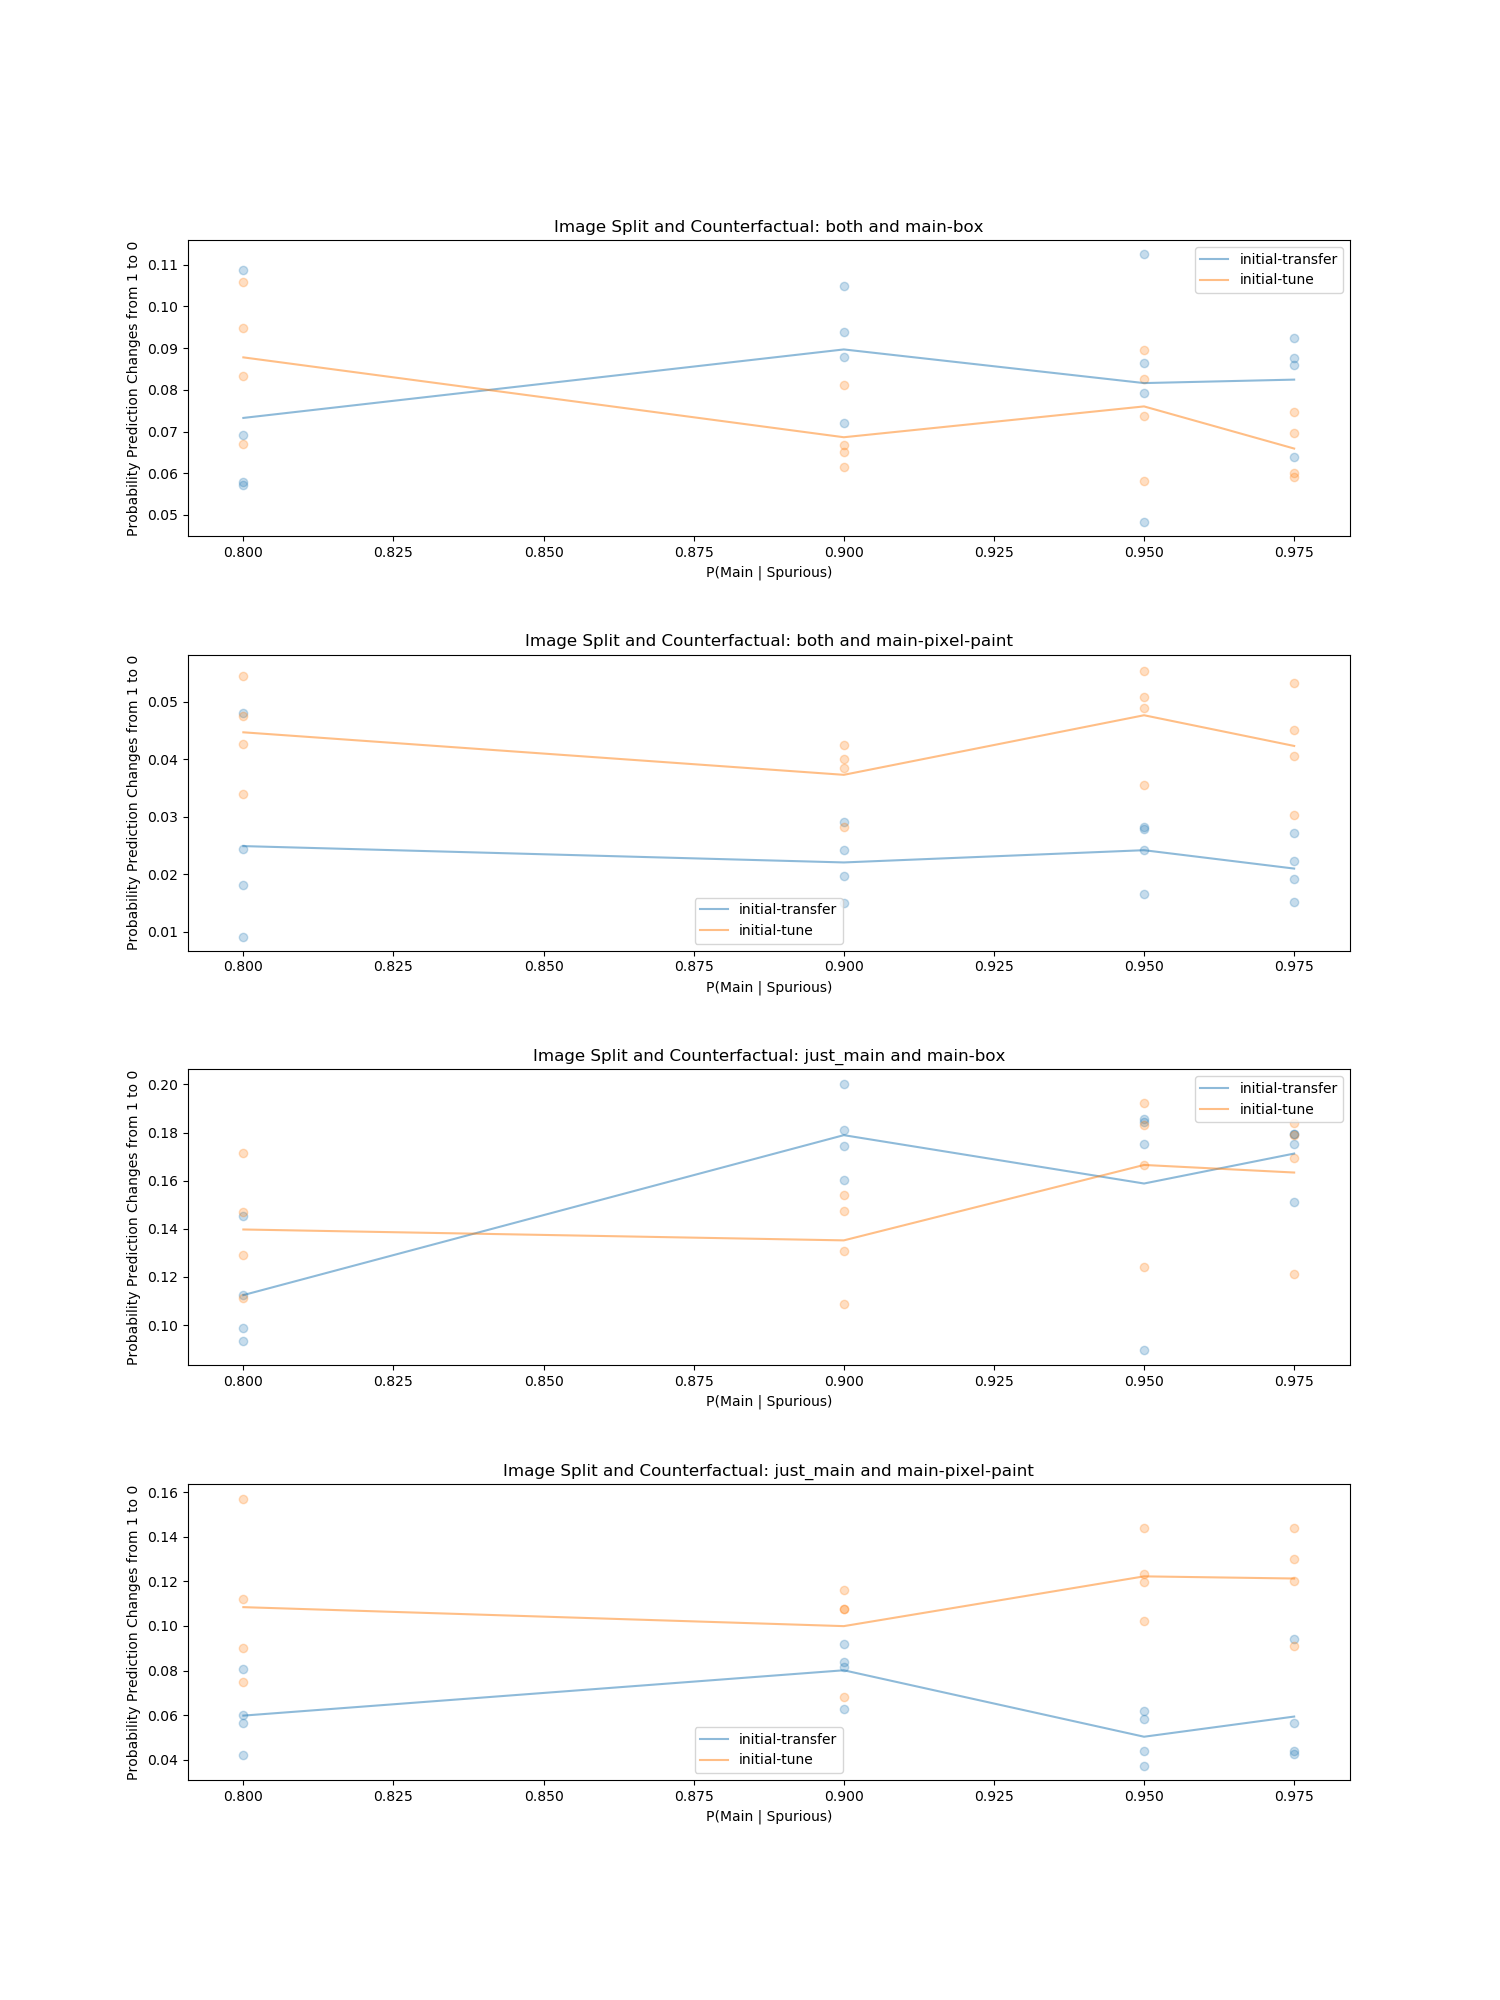 Image Split and Counterfactual: both and main-box
Probability Prediction Changes from 1 to 0
0.11
0.10
0.09
0.08
0.07
0.06
0.05
initial-transfer
initial-tune
0.800 0.825 0.850 0.875 0.900 0.925 0.950 0.975
P(Main | Spurious)
Image Split and Counterfactual: both and main-pixel-paint
Probability Prediction Changes from 1 to 0
0.05
0.04
0.03
0.02
0.01
initial-transfer
initial-tune
0.800 0.825 0.850 0.875 0.900 0.925 0.950 0.975
P(Main | Spurious)
Image Split and Counterfactual: just_main and main-box
Probability Prediction Changes from 1 to 0
0.20
0.18
0.16
0.14
0.12
0.10
initial-transfer
initial-tune
0.800 0.825 0.850 0.875 0.900 0.925 0.950 0.975
P(Main | Spurious)
Image Split and Counterfactual: just_main and main-pixel-paint
Probability Prediction Changes from 1 to 0
0.16
0.14
0.12
0.10
0.08
0.06
0.04
initial-transfer
initial-tune
0.800 0.825 0.850 0.875 0.900 0.925 0.950 0.975
P(Main | Spurious)